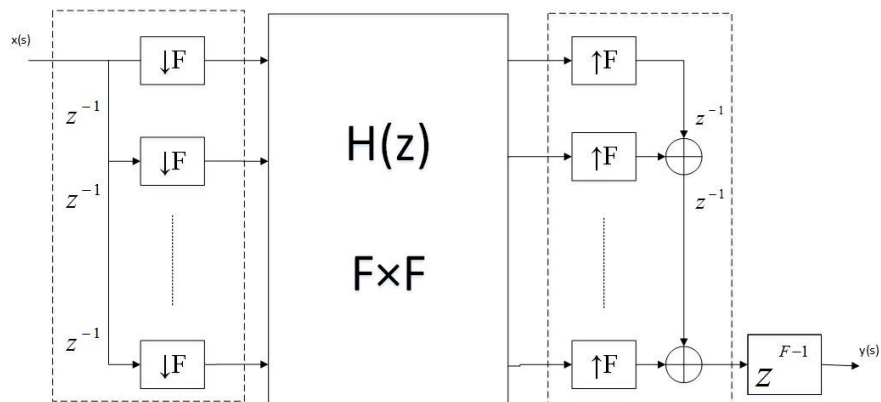 x(s)
↓F
↑F
z⁻¹
z⁻¹
H(z)
↓F
↑F
z⁻¹
z⁻¹
F×F
z⁻¹
↓F
↑F
z^{F-1}
y(s)